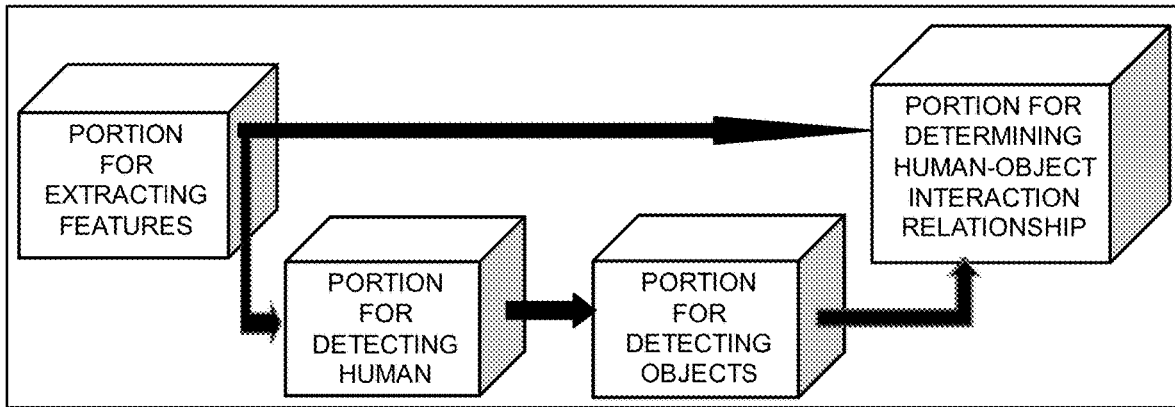 PORTION
FOR
EXTRACTING
FEATURES
PORTION
FOR
DETECTING
HUMAN
PORTION
FOR
DETECTING
OBJECTS
PORTION FOR
DETERMINING
HUMAN-OBJECT
INTERACTION
RELATIONSHIP